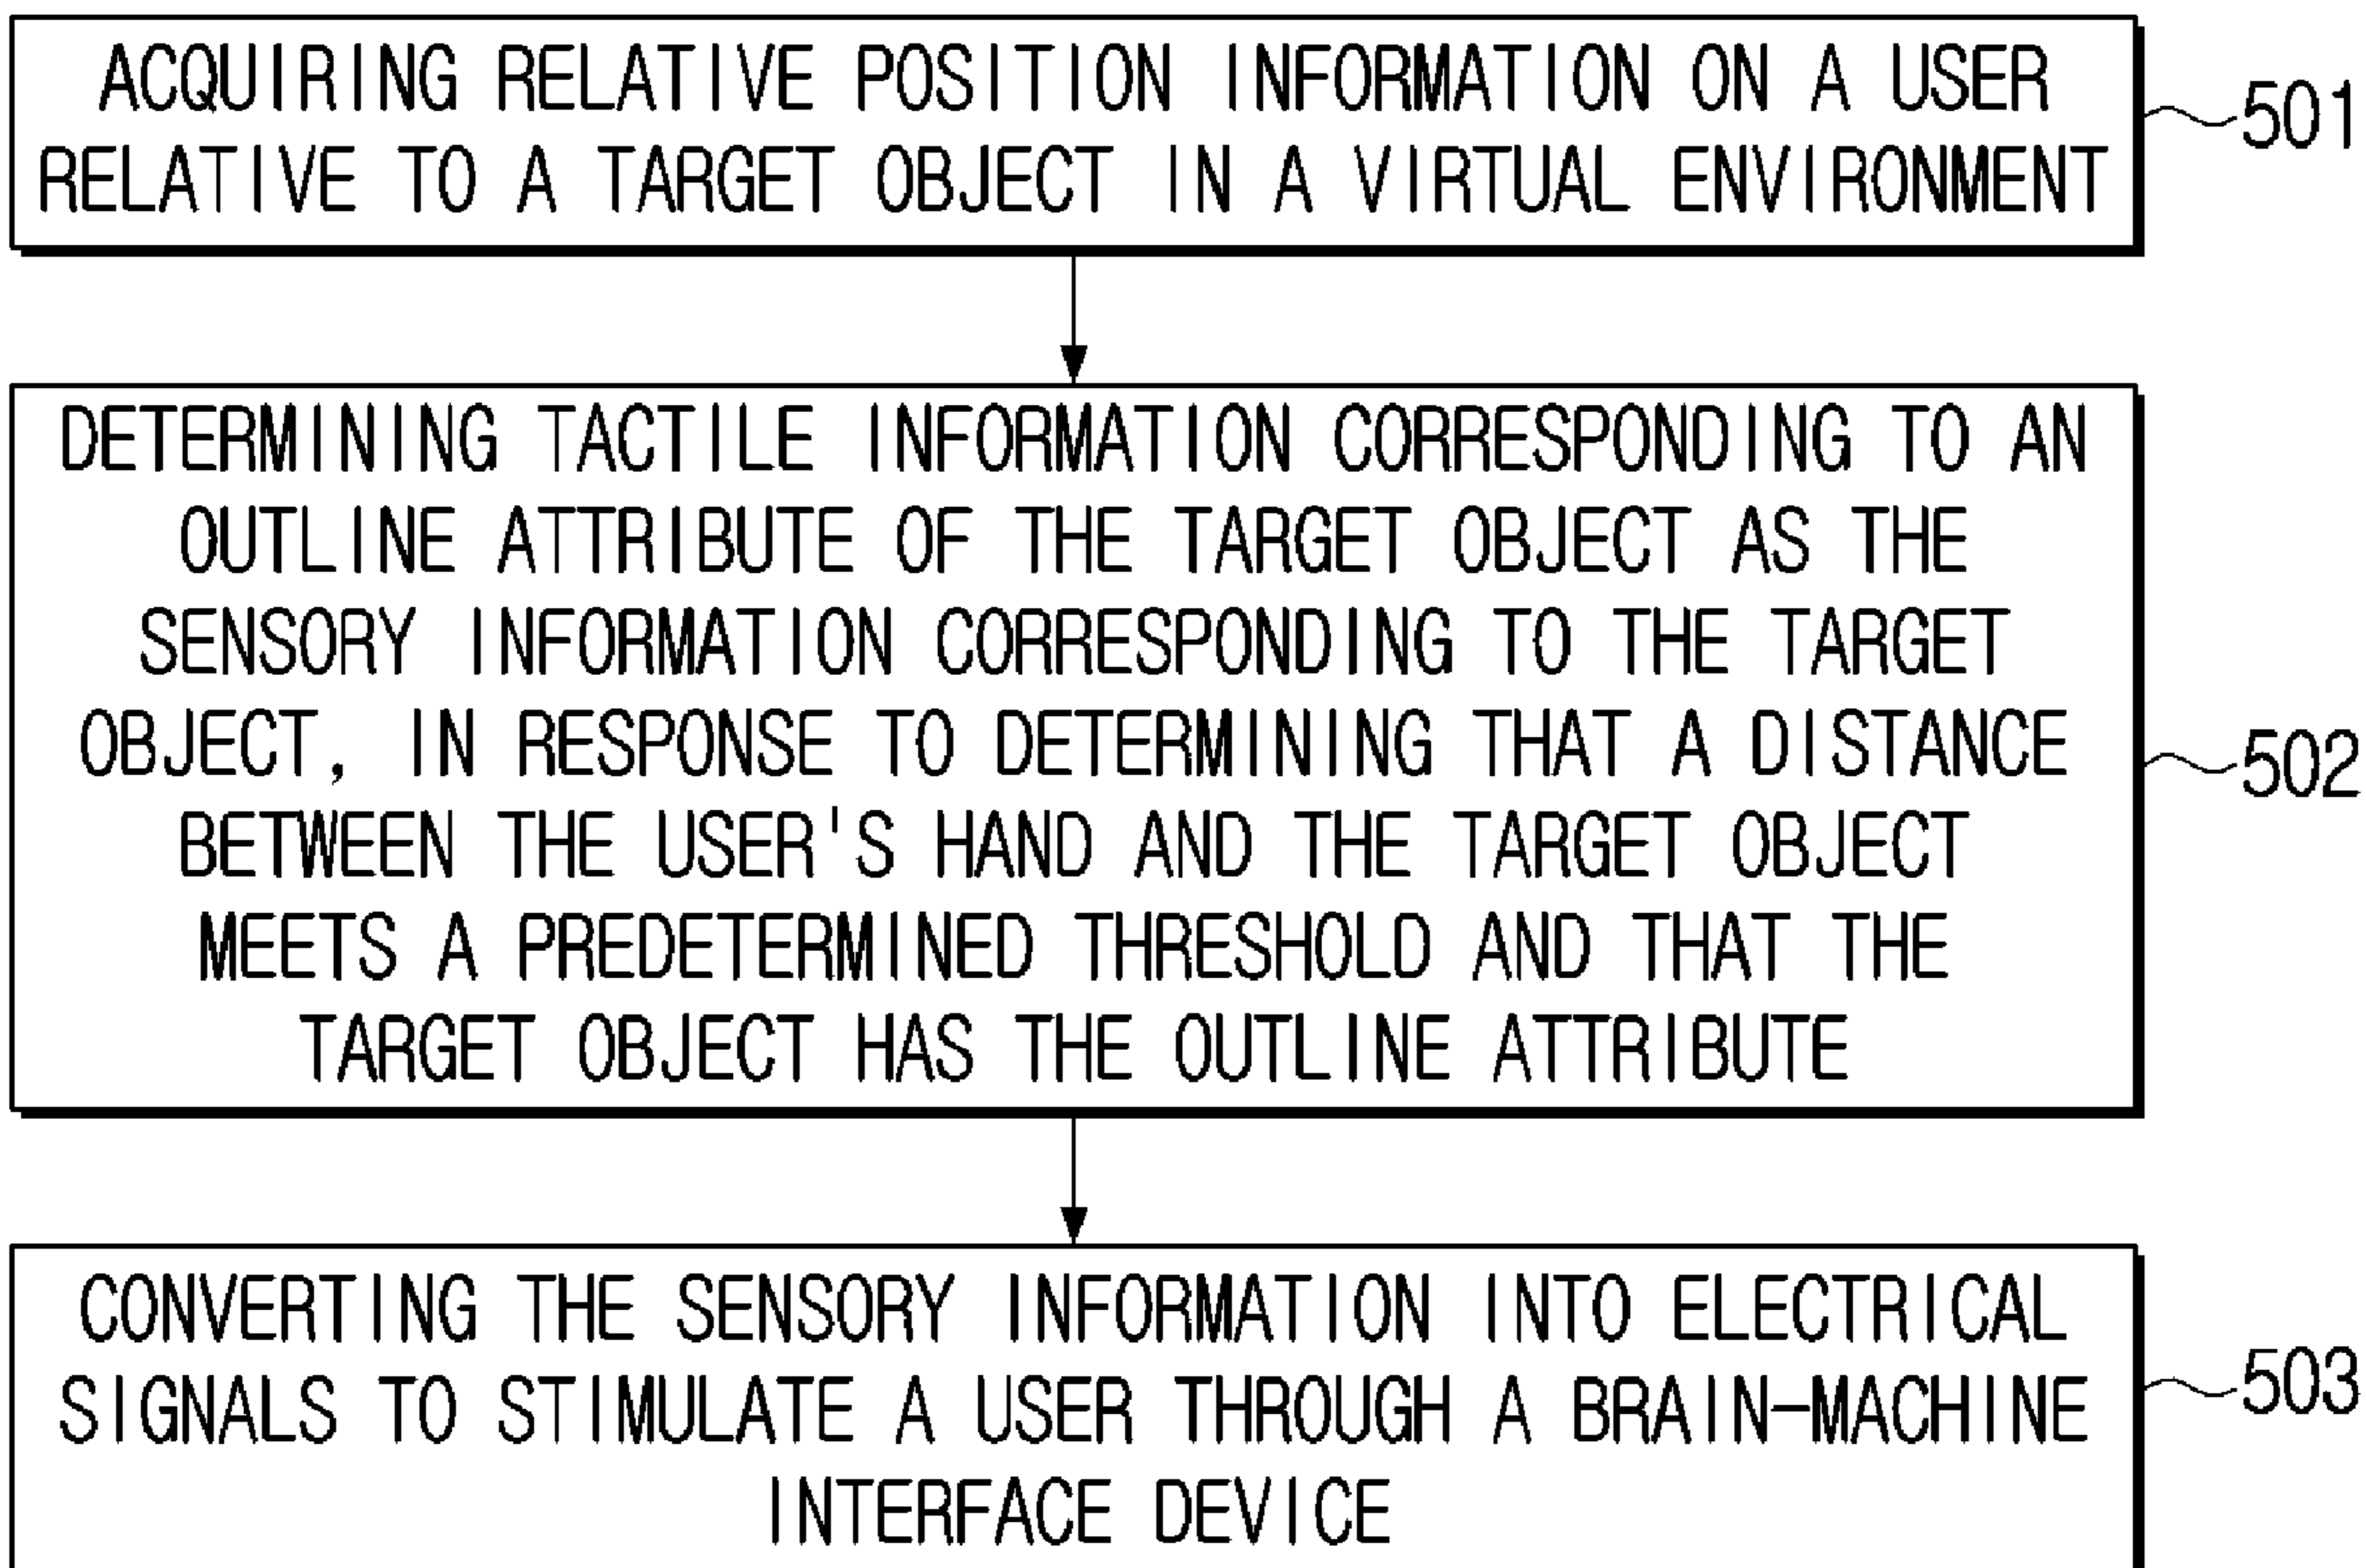 ACQUIRING RELATIVE POSITION INFORMATION ON A USER
RELATIVE TO A TARGET OBJECT IN A VIRTUAL ENVIRONMENT
501
DETERMINING TACTILE INFORMATION CORRESPONDING TO AN
OUTLINE ATTRIBUTE OF THE TARGET OBJECT AS THE
SENSORY INFORMATION CORRESPONDING TO THE TARGET
OBJECT, IN RESPONSE TO DETERMINING THAT A DISTANCE
BETWEEN THE USER'S HAND AND THE TARGET OBJECT
MEETS A PREDETERMINED THRESHOLD AND THAT THE
TARGET OBJECT HAS THE OUTLINE ATTRIBUTE
502
CONVERTING THE SENSORY INFORMATION INTO ELECTRICAL
SIGNALS TO STIMULATE A USER THROUGH A BRAIN-MACHINE
INTERFACE DEVICE
503